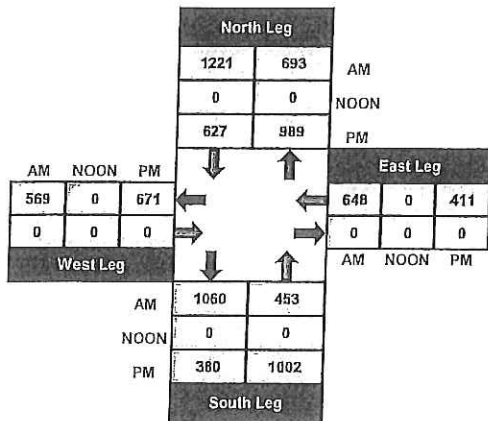 North Leg
1221 693 AM
0 0 NOON
627 989 PM
AM NOON PM East Leg
569 0 671 648 0 411
0 0 0 0 0 0
West Leg AM NOON PM
AM 1060 453
NOON 0 0
PM 380 1002
South Leg